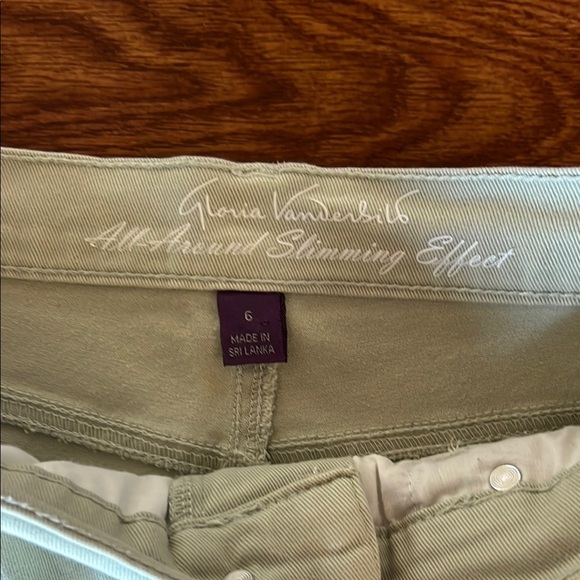 Gloria Vanderbilt
All Around Slimming Effect
6
MADE IN
SRI LANKA